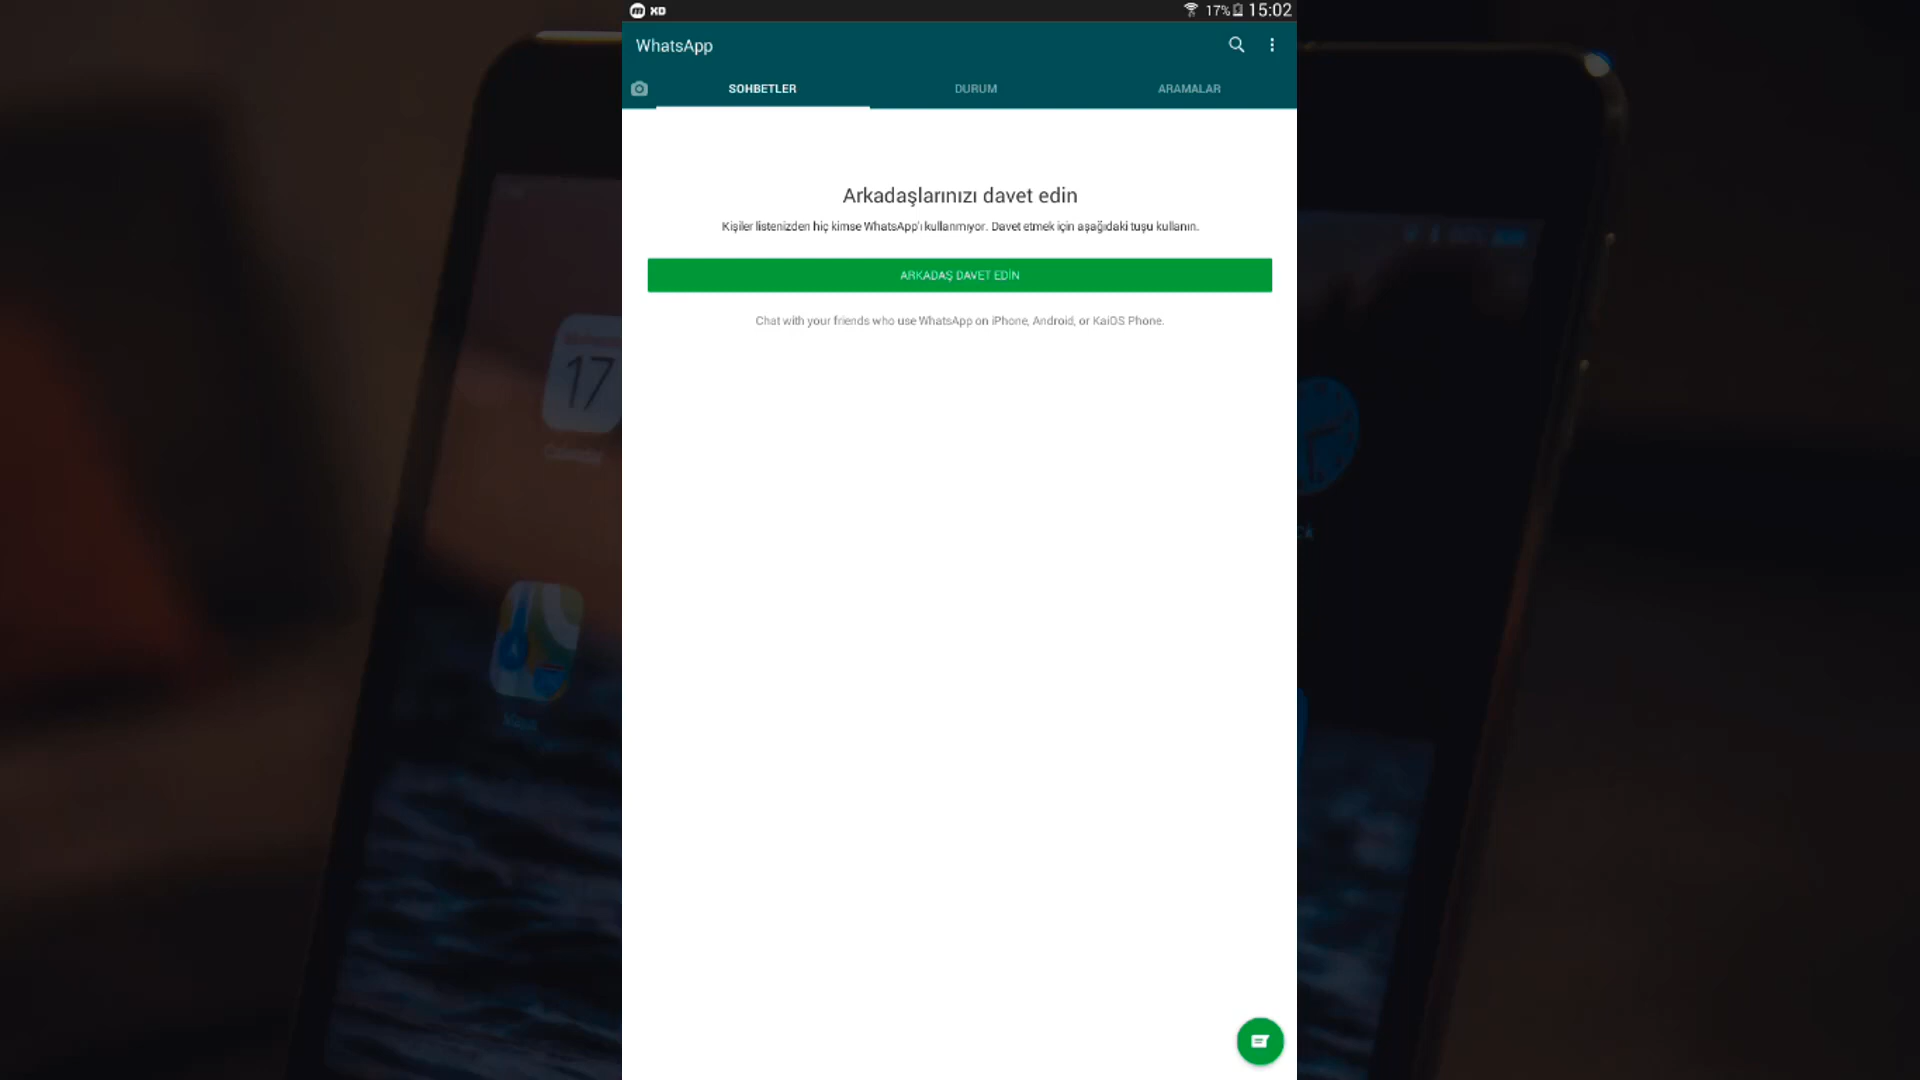 XD 17% 15:02
WhatsApp
SOHBETLER DURUM ARAMALAR
Arkadaşlarınızı davet edin
Kişiler listenizden hiç kimse WhatsApp'ı kullanmıyor. Davet etmek için aşağıdaki tuşu kullanın.
ARKADAŞ DAVET EDİN
Chat with your friends who use WhatsApp on iPhone, Android, or KaiOS Phone.
17
Calendar
Maps